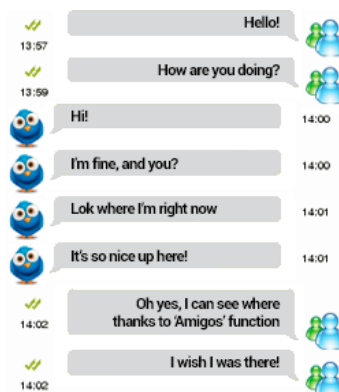 Hello!
13:57
How are you doing?
13:59
Hi!
14:00
I'm fine, and you?
14:00
Lok where I'm right now
14:01
It's so nice up here!
14:01
Oh yes, I can see where
thanks to 'Amigos' function
14:02
I wish I was there!
14:02